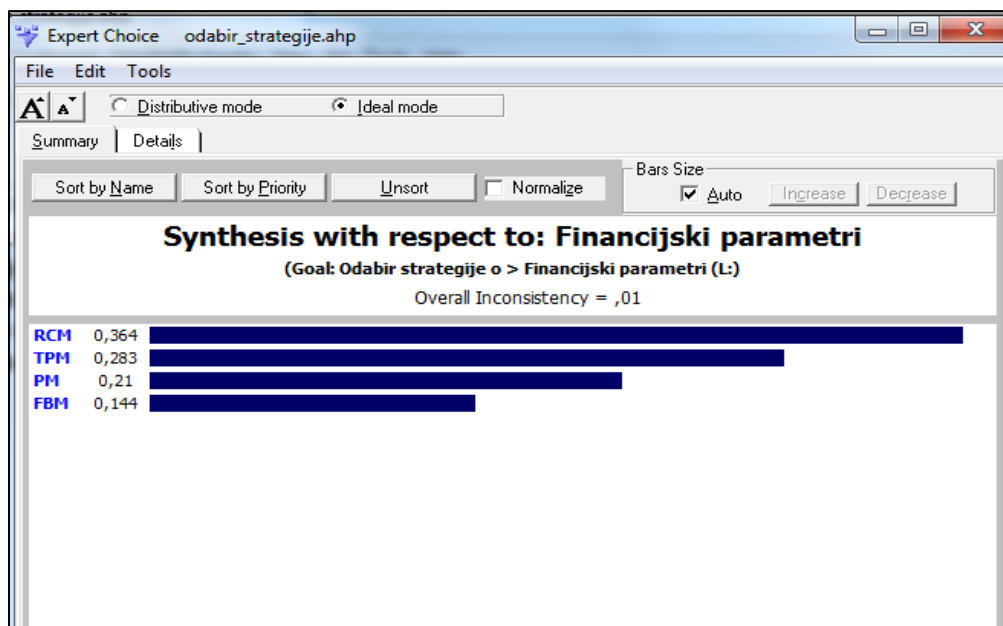 Expert Choice odabir_strategije.ahp
File Edit Tools
A A Distributive mode Ideal mode
Summary Details
Sort by Name Sort by Priority Unsort Normalize Bars Size Auto Increase Decrease
Synthesis with respect to: Financijski parametri
(Goal: Odabir strategije o > Financijski parametri (L:)
Overall Inconsistency = ,01
RCM 0,364
TPM 0,283
PM 0,21
FBM 0,144